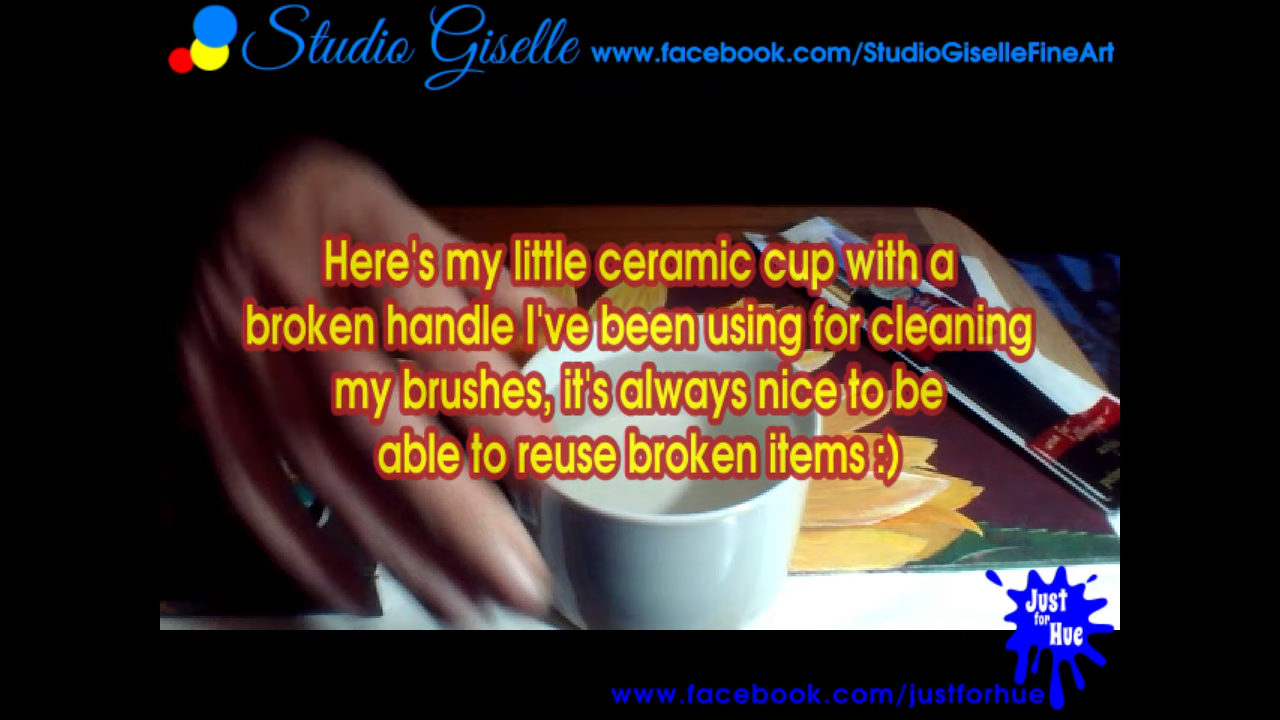 Studio Giselle www.facebook.com/StudioGiselleFineArt
Here's my little ceramic cup with a
broken handle I've been using for cleaning
my brushes, it's always nice to be
able to reuse broken items :)
Just
for
Hue
www.facebook.com/justforhue